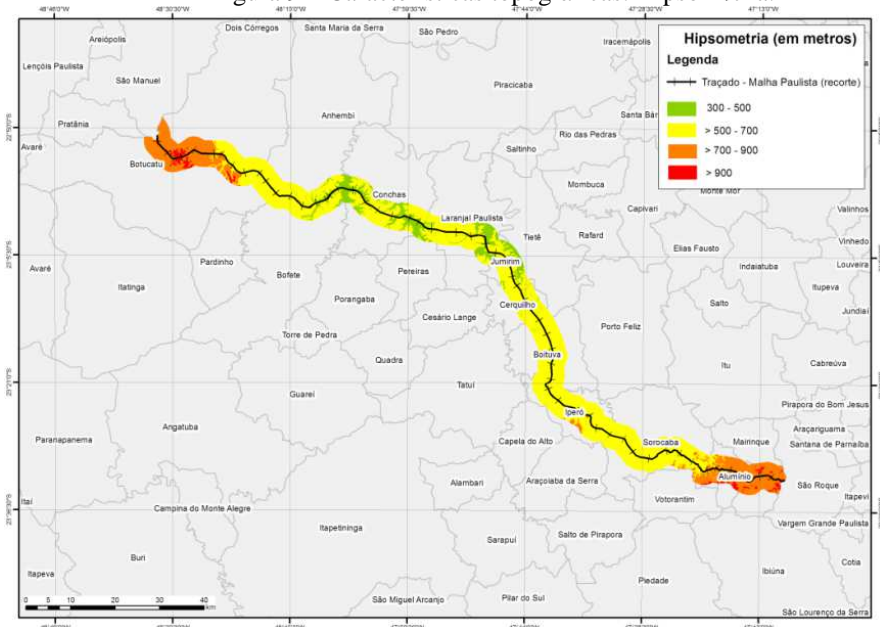 Hipsometria (em metros)
Legenda
Traçado - Malha Paulista (recorte)
300 - 500
> 500 - 700
> 700 - 900
> 900
Dois Córregos
Santa Maria da Serra
São Pedro
Iracemápolis
Areiópolis
Lençóis Paulista
São Manuel
Piracicaba
Anhembi
Santa Bár
Pratânia
Rio das Pedras
Avaré
Saltinho
Botucatu
Mombuca
Monte Mor
Conchas
Capivari
Valinhos
Laranjal Paulista
Tietê
Rafard
Vinhedo
Elias Fausto
Louveira
Pardinho
Jumirim
Indaiatuba
Avaré
Bofete
Pereiras
Itupeva
Itatinga
Porangaba
Cerquilho
Salto
Jundiaí
Cesário Lange
Porto Feliz
Torre de Pedra
Boituva
Quadra
Itu
Cabreúva
Tatuí
Guareí
Pirapora do Bom Jesus
Iperó
Araçariguama
Angatuba
Paranapanema
Capela do Alto
Sorocaba
Mairinque
Santana de Parnaíba
Alumínio
Alambari
Araçoiaba da Serra
São Roque
Itapevi
Itaí
Votorantim
Campina do Monte Alegre
Vargem Grande Paulista
Itapetininga
Salto de Pirapora
Sarapuí
Buri
Cotia
Itapeva
Piedade
Ibiúna
São Miguel Arcanjo
Pilar do Sul
São Lourenço da Serra
0 5 10 20 30 40
km